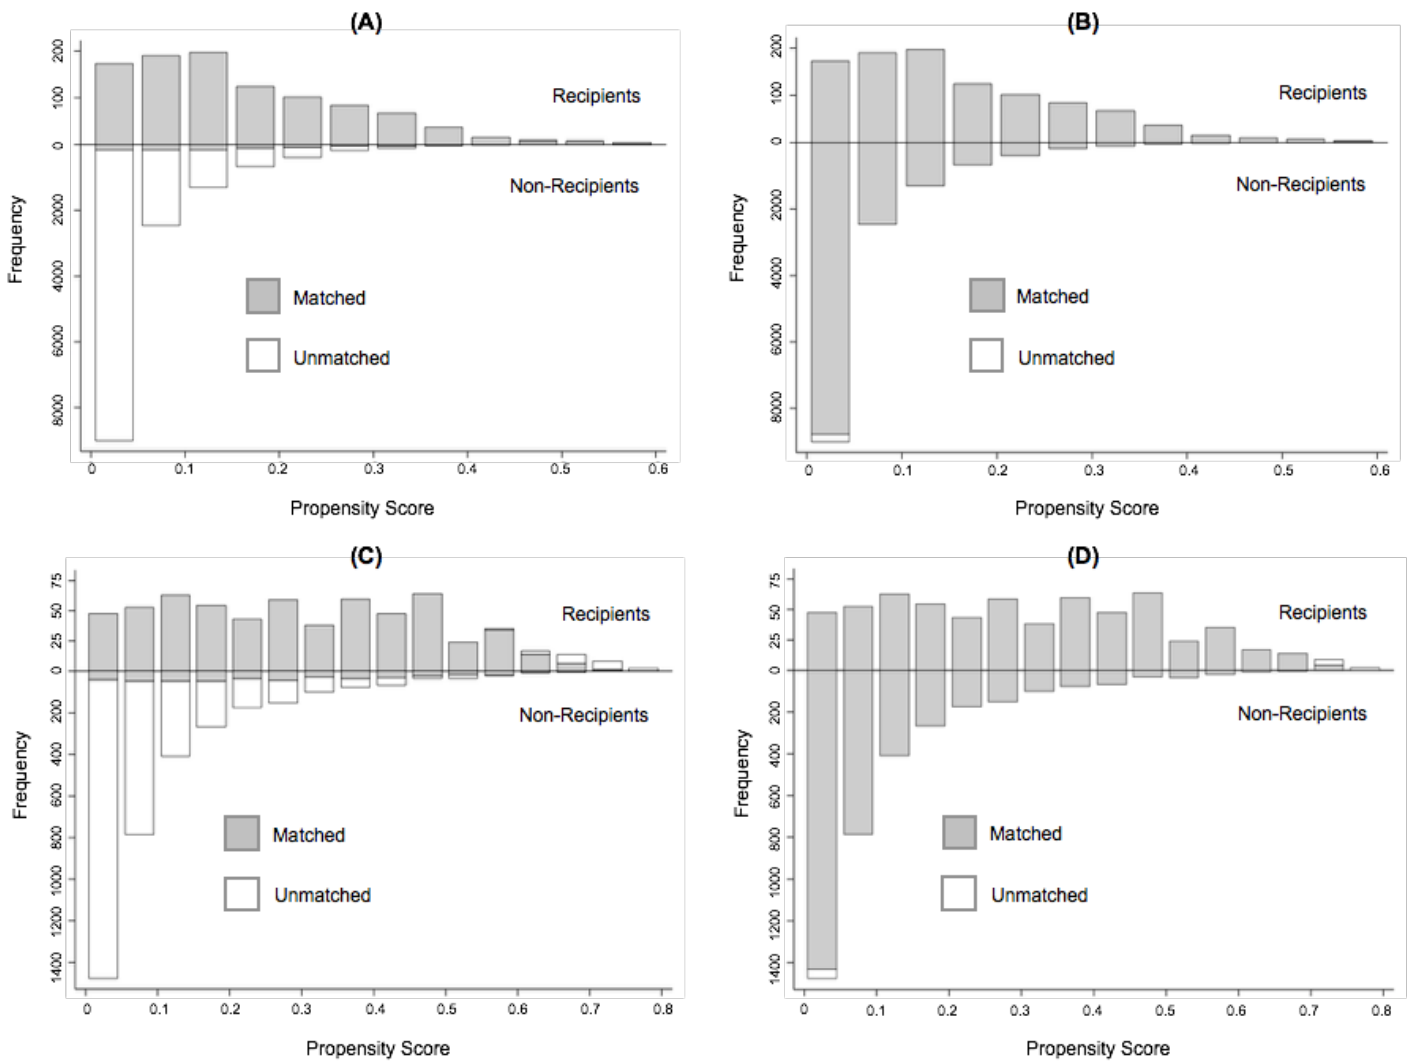 (A)
200
100
0
2000
4000
6000
8000
Frequency
Recipients
Non-Recipients
Matched
Unmatched
0 0.1 0.2 0.3 0.4 0.5 0.6
Propensity Score
(B)
200
100
0
2000
4000
6000
8000
Frequency
Recipients
Non-Recipients
Matched
Unmatched
0 0.1 0.2 0.3 0.4 0.5 0.6
Propensity Score
(C)
75
50
25
0
200
400
600
800
1000
1200
1400
Frequency
Recipients
Non-Recipients
Matched
Unmatched
0 0.1 0.2 0.3 0.4 0.5 0.6 0.7 0.8
Propensity Score
(D)
75
50
25
0
200
400
600
800
1000
1200
1400
Frequency
Recipients
Non-Recipients
Matched
Unmatched
0 0.1 0.2 0.3 0.4 0.5 0.6 0.7 0.8
Propensity Score